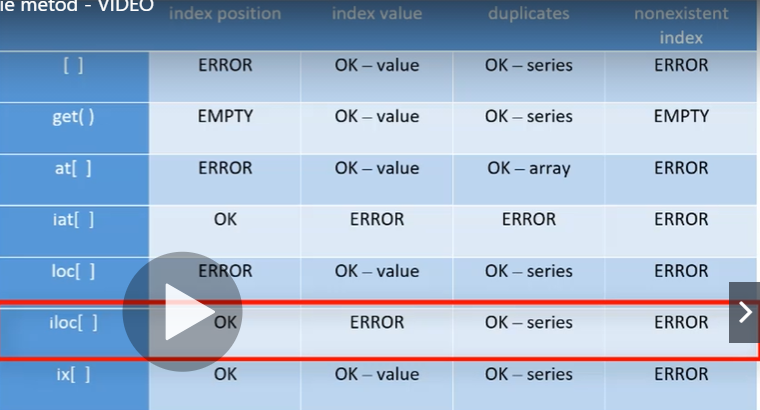 ie metod - VIDEO
index position index value duplicates nonexistent
index
[ ] ERROR OK – value OK – series ERROR
get( ) EMPTY OK – value OK – series EMPTY
at[ ] ERROR OK – value OK – array ERROR
iat[ ] OK ERROR ERROR ERROR
loc[ ] ERROR OK – value OK – series ERROR
iloc[ ] OK ERROR OK – series ERROR
ix[ ] OK OK – value OK – series ERROR